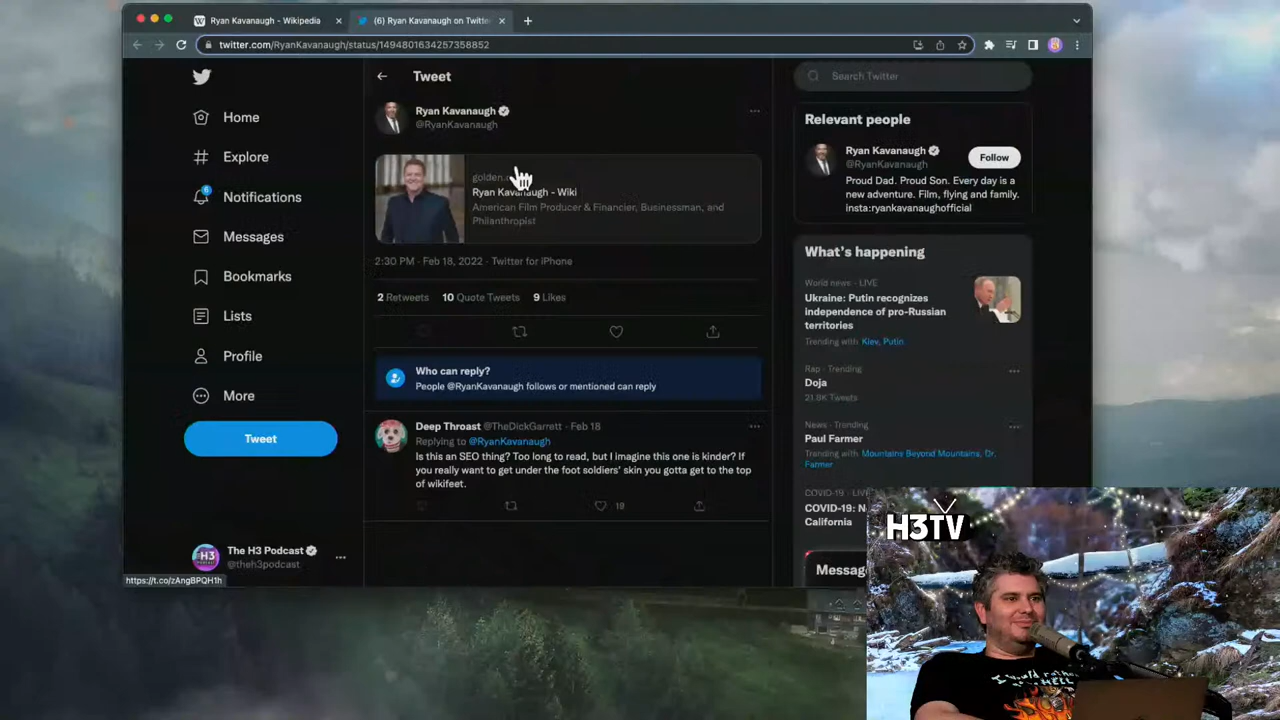 Ryan Kavanaugh - Wikipedia
(6) Ryan Kavanaugh on Twitte
twitter.com/RyanKavanaugh/status/1494801634257358852
Home
Explore
6
Notifications
Messages
Bookmarks
Lists
Profile
More
Tweet
The H3 Podcast
@theh3podcast
https://t.co/zAngBPQH1h
Tweet
Ryan Kavanaugh
@RyanKavanaugh
golden.
Ryan Kavanaugh - Wiki
American Film Producer & Financier, Businessman, and
Philanthropist
2:30 PM · Feb 18, 2022 · Twitter for iPhone
2 Retweets 10 Quote Tweets 9 Likes
Who can reply?
People @RyanKavanaugh follows or mentioned can reply
Deep Throast @TheDickGarrett · Feb 18
Replying to @RyanKavanaugh
Is this an SEO thing? Too long to read, but I imagine this one is kinder? If
you really want to get under the foot soldiers' skin you gotta get to the top
of wikifeet.
19
Search Twitter
Relevant people
Ryan Kavanaugh
@RyanKavanaugh
Follow
Proud Dad. Proud Son. Every day is a
new adventure. Film, flying and family.
insta:ryankavanaughofficial
What's happening
World news · LIVE
Ukraine: Putin recognizes
independence of pro-Russian
territories
Trending with Kiev, Putin
Rap · Trending
Doja
21.8K Tweets
News · Trending
Paul Farmer
Trending with Mountains Beyond Mountains, Dr.
Farmer
COVID-19 · LIV
COVID-19: N
California
Messag
H3TV
I would rathe
HELL